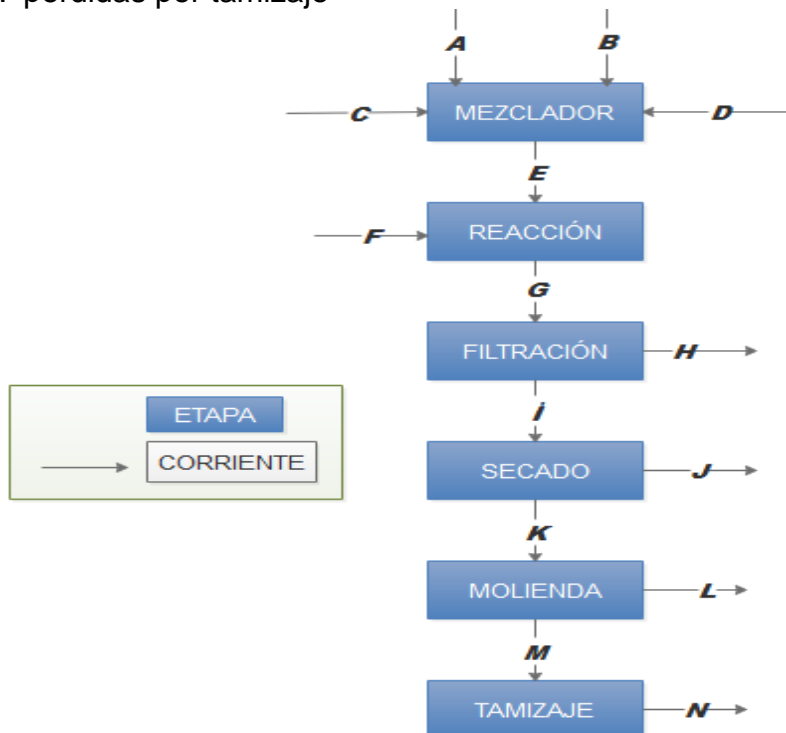 perdidas por tamizaje
A
B
C
MEZCLADOR
D
E
F
REACCIÓN
G
FILTRACIÓN
H
i
ETAPA
CORRIENTE
SECADO
J
K
MOLIENDA
L
M
TAMIZAJE
N